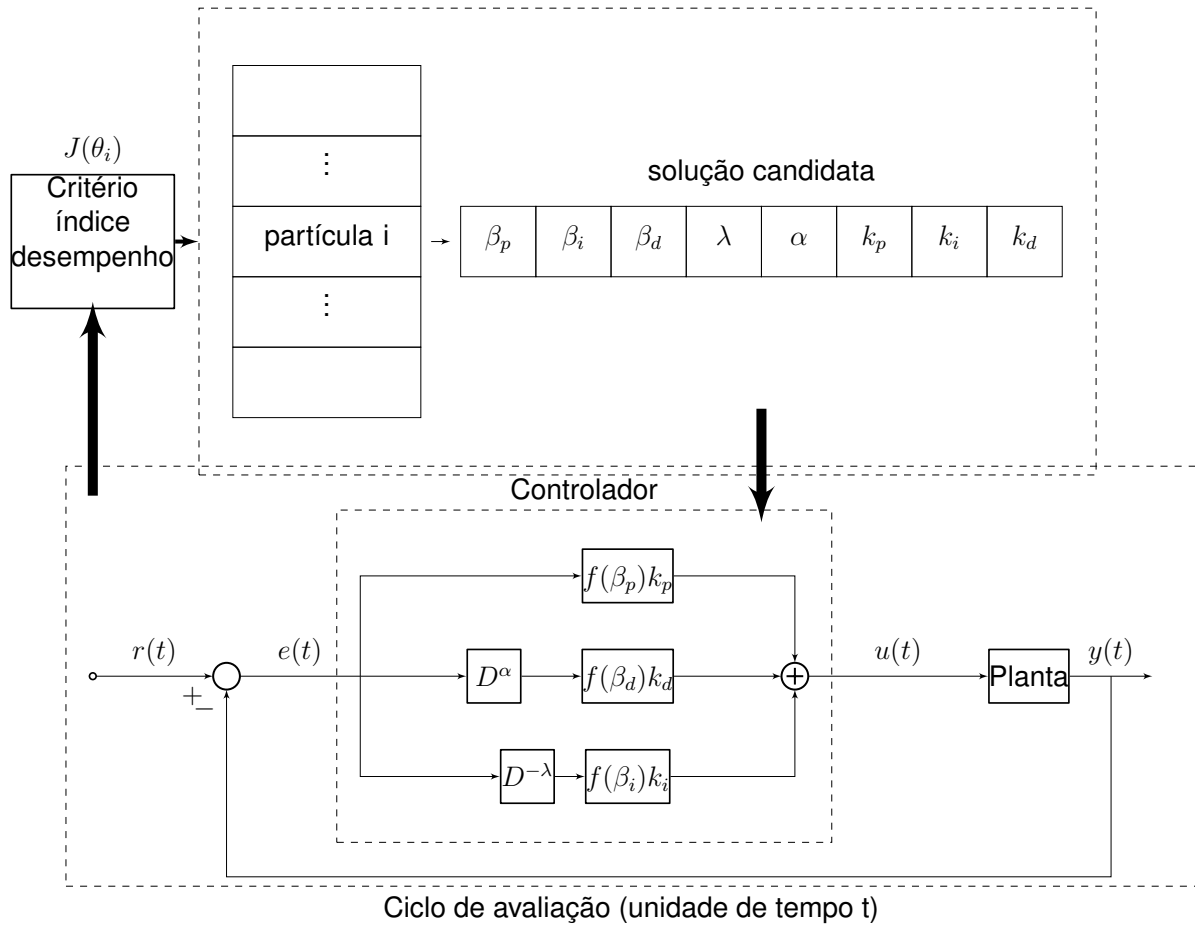 J(θ_i)
Critério
índice
desempenho
⋮
partícula i
⋮
solução candidata
β_p β_i β_d λ α k_p k_i k_d
Controlador
f(β_p)k_p
r(t)
+
−
e(t)
D^α
f(β_d)k_d
+
u(t)
Planta
y(t)
D^{−λ}
f(β_i)k_i
Ciclo de avaliação (unidade de tempo t)